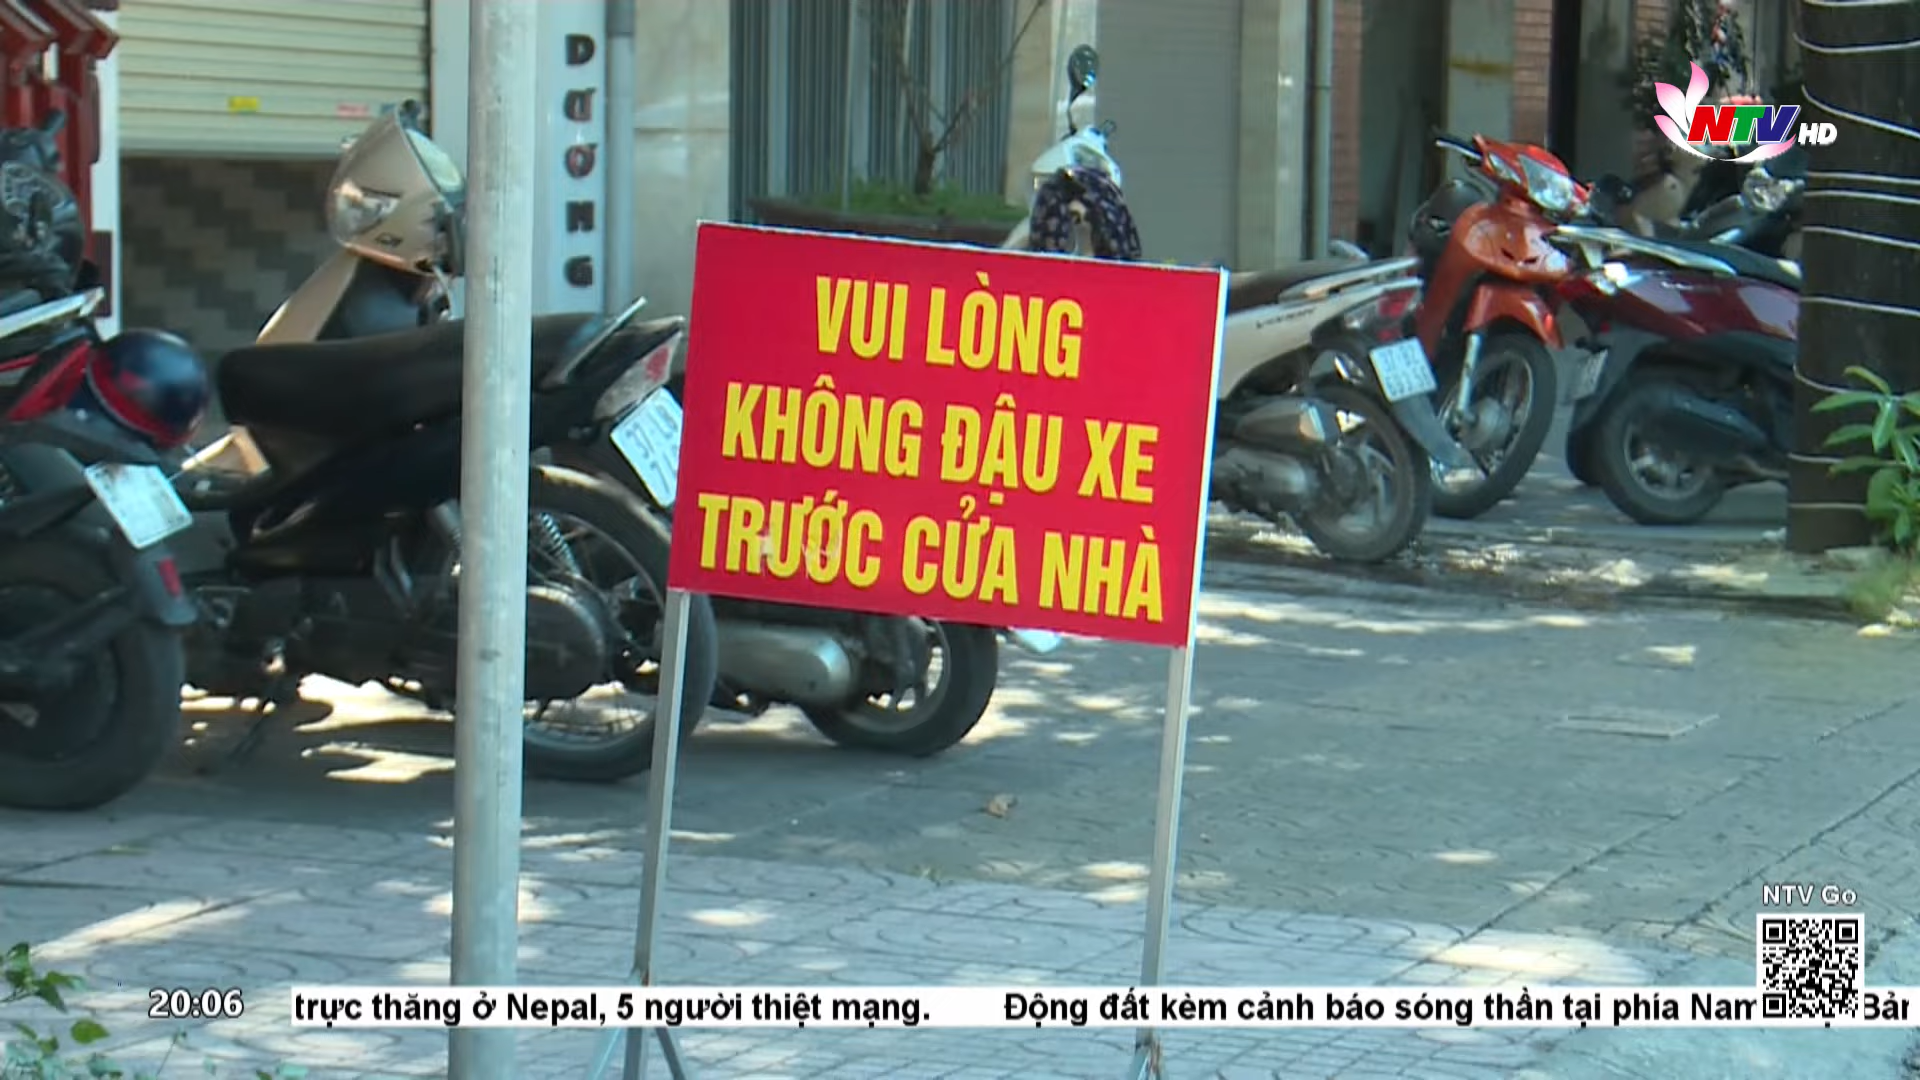 DƯƠNG
NTV HD
VUI LÒNG
KHÔNG ĐẬU XE
TRƯỚC CỬA NHÀ
NTV Go
20:06
trực thăng ở Nepal, 5 người thiệt mạng. Động đất kèm cảnh báo sóng thần tại phía Nam